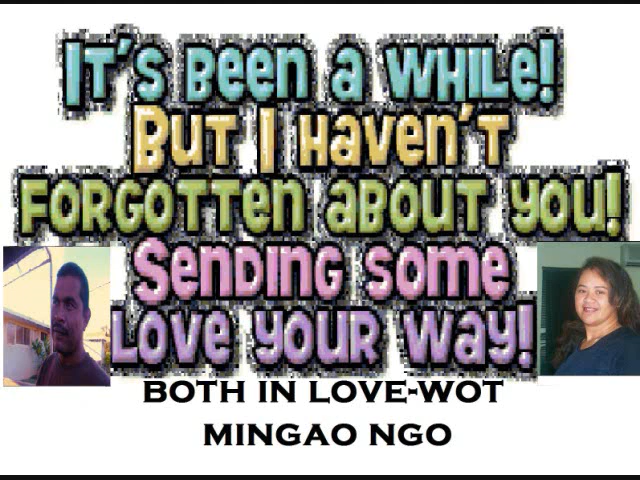 It's been a while!
But I haven't
forgotten about you!
Sending some
love your way!
BOTH IN LOVE-WOT
MINGAO NGO